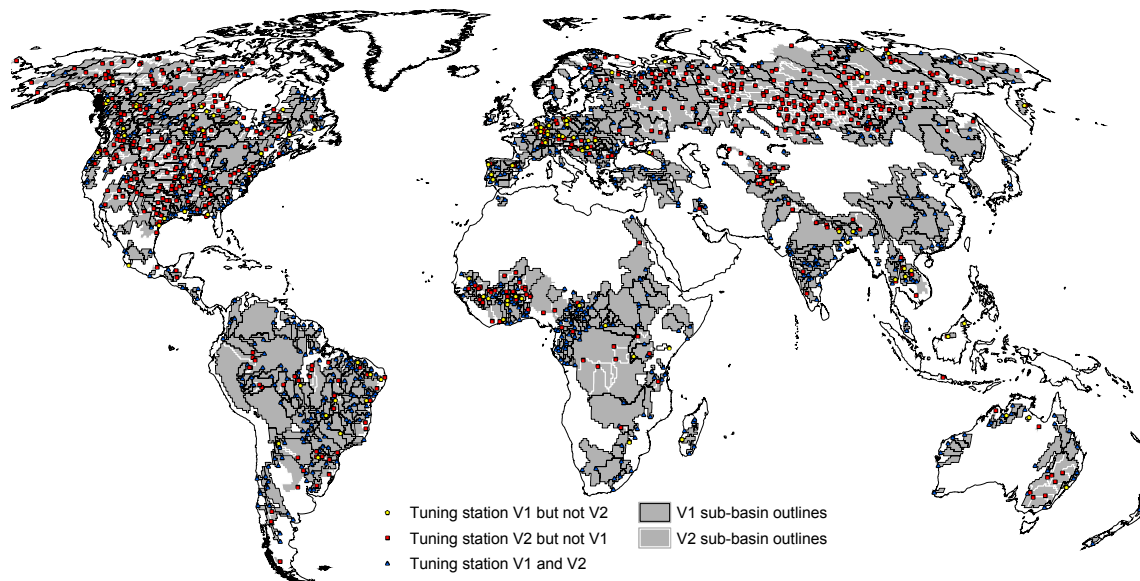 Tuning station V1 but not V2
Tuning station V2 but not V1
Tuning station V1 and V2
V1 sub-basin outlines
V2 sub-basin outlines